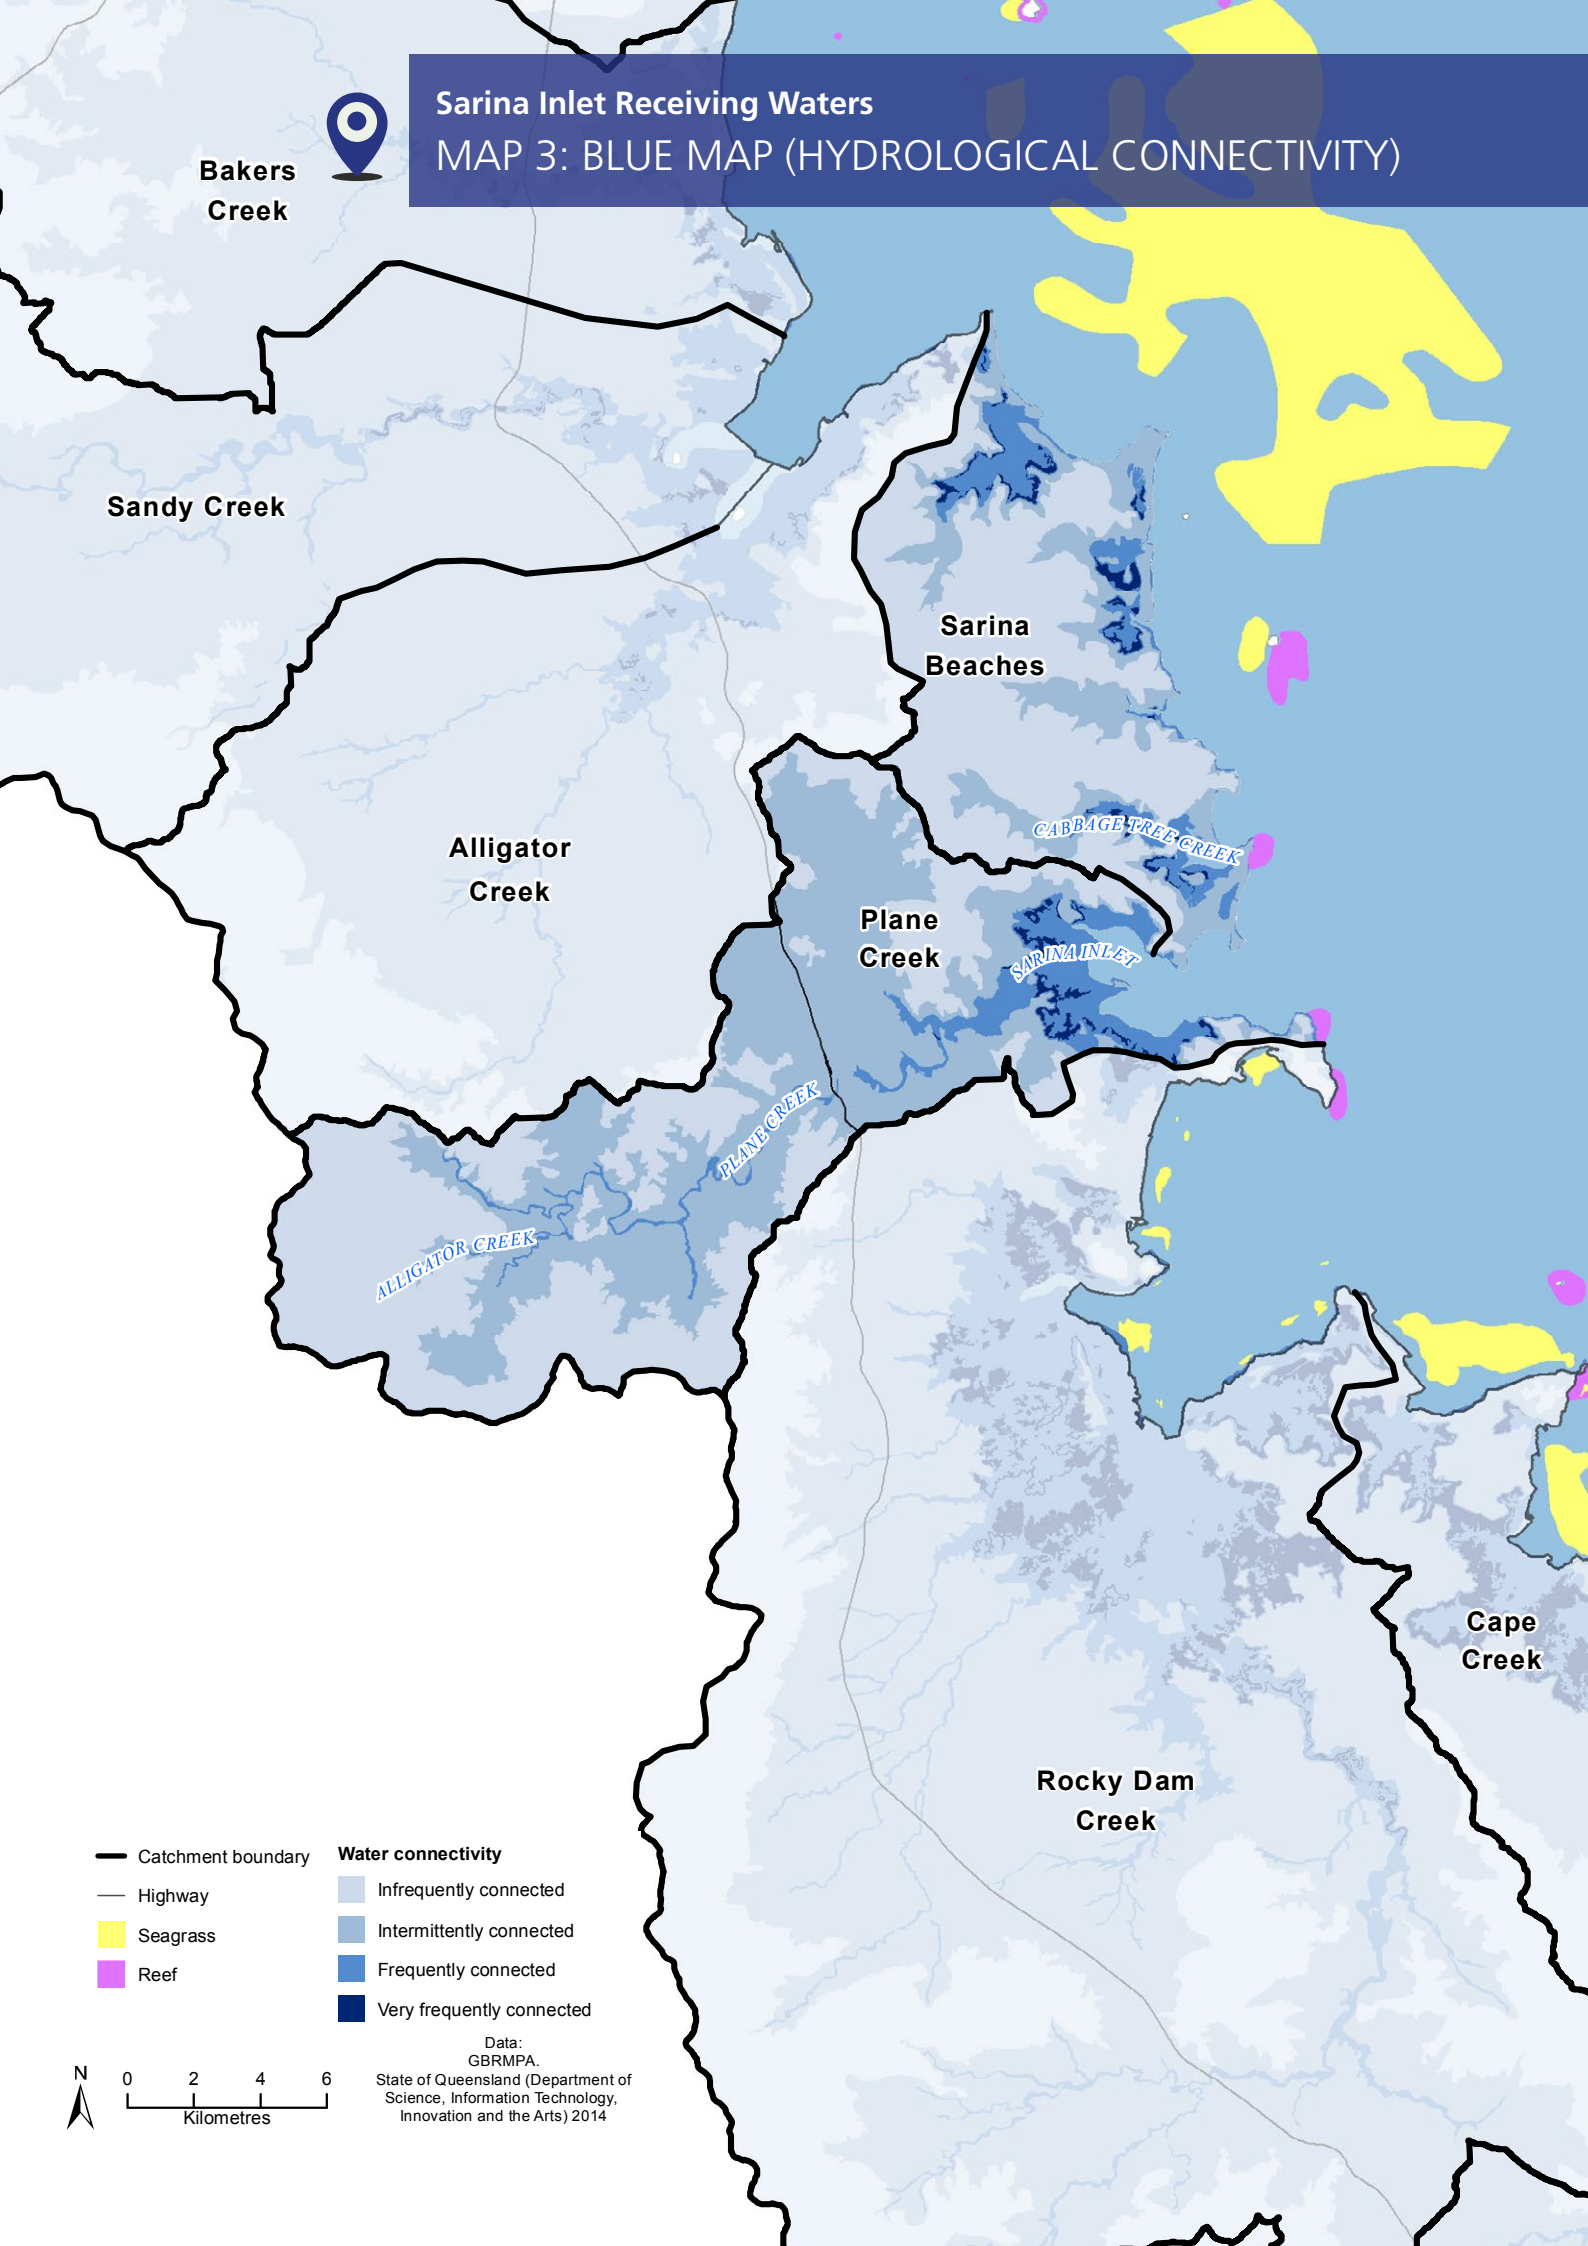 Sarina Inlet Receiving Waters
MAP 3: BLUE MAP (HYDROLOGICAL CONNECTIVITY)
Bakers
Creek
Sandy Creek
Sarina
Beaches
CABBAGE TREE CREEK
Alligator
Creek
Plane
Creek
SARINA INLET
PLANE CREEK
ALLIGATOR CREEK
Cape
Creek
Rocky Dam
Creek
Catchment boundary
Highway
Seagrass
Reef
Water connectivity
Infrequently connected
Intermittently connected
Frequently connected
Very frequently connected
N
0 2 4 6
Kilometres
Data:
GBRMPA.
State of Queensland (Department of
Science, Information Technology,
Innovation and the Arts) 2014